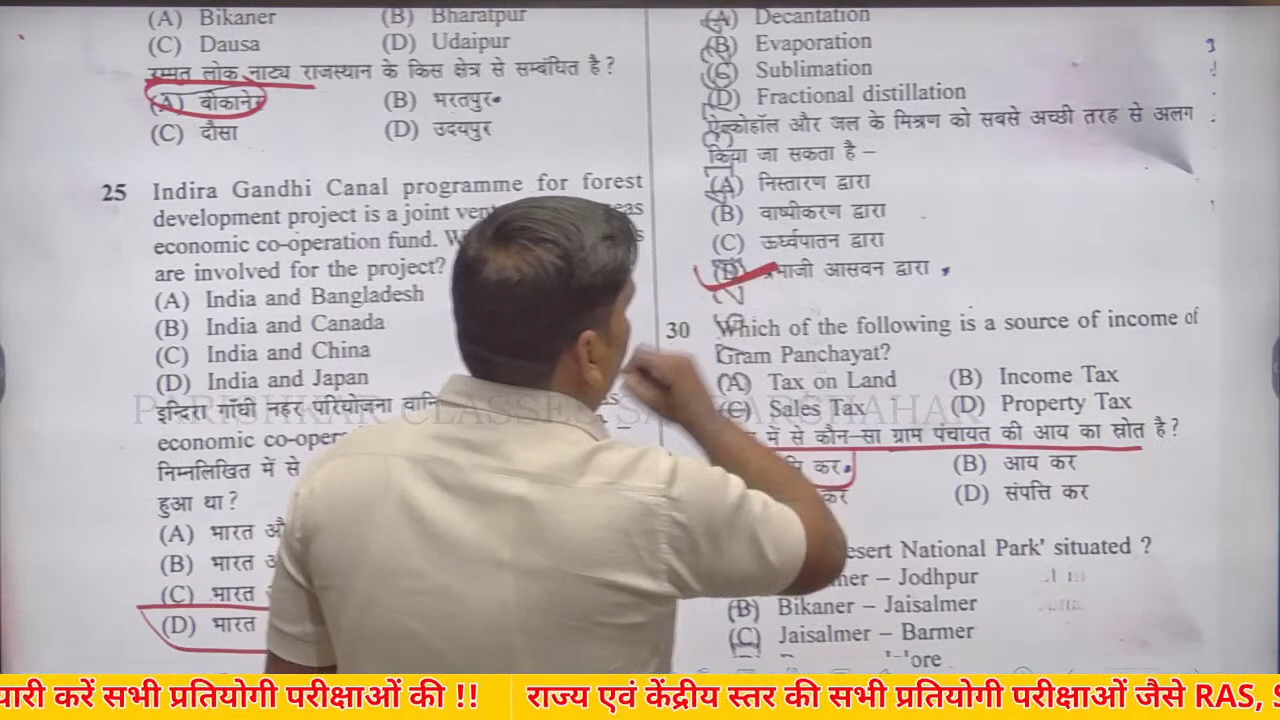 (A) Bikaner (B) Bharatpur
(C) Dausa (D) Udaipur
रम्मत लोक नाट्य राजस्थान के किस क्षेत्र से सम्बंधित है?
(A) बीकानेर (B) भरतपुर
(C) दौसा (D) उदयपुर
25 Indira Gandhi Canal programme for forest
development project is a joint
economic co-operation fund.
are involved for the project?
(A) India and Bangladesh
(B) India and Canada
(C) India and China
(D) India and Japan
इन्दिरा गाँधी नहर परियोजना
economic
निम्नलिखित में से
हुआ था?
(A) भारत
(B) भारत
(C) भारत
(D) भारत
(A) Decantation
(B) Evaporation
(C) Sublimation
(D) Fractional distillation
ऐल्कोहॉल और जल के मिश्रण को सबसे अच्छी तरह से अलग
किया जा सकता है –
(A) निस्तारण द्वारा
(B) वाष्पीकरण द्वारा
(C) ऊर्ध्वपातन द्वारा
(D) प्रभाजी आसवन द्वारा
30 Which of the following is a source of income of
Gram Panchayat?
(A) Tax on Land (B) Income Tax
(C) Sales Tax (D) Property Tax
में से कौन-सा ग्राम पंचायत की आय का स्रोत है?
कर (B) आय कर
कर (D) संपत्ति कर
National Park' situated ?
– Jodhpur
(B) Bikaner – Jaisalmer
(C) Jaisalmer – Barmer
PARISHKAR CLASSES
करें सभी प्रतियोगी परीक्षाओं की !! राज्य एवं केंद्रीय स्तर की सभी प्रतियोगी परीक्षाओं जैसे RAS,